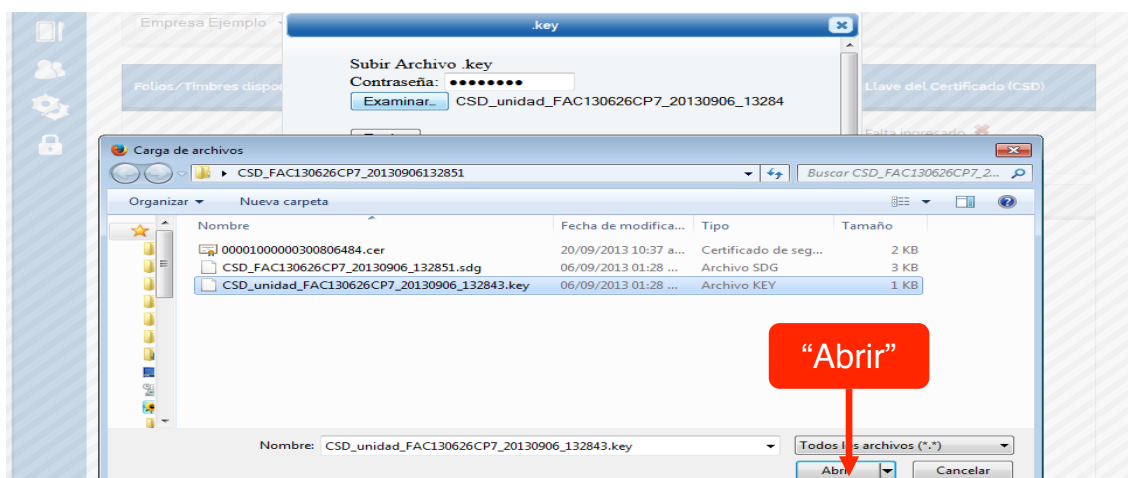 Empresa Ejemplo
.key
Subir Archivo .key
Contraseña: ••••••••
Examinar_ CSD_unidad_FAC130626CP7_20130906_13284
Folios/Timbres dispo
Llave del Certificado (CSD)
Falta ingresarlo
Carga de archivos
CSD_FAC130626CP7_20130906132851
Buscar CSD_FAC130626CP7_2...
Organizar
Nueva carpeta
Nombre Fecha de modifica... Tipo Tamaño
00001000000300806484.cer 20/09/2013 10:37 a... Certificado de seg... 2 KB
CSD_FAC130626CP7_20130906_132851.sdg 06/09/2013 01:28 ... Archivo SDG 3 KB
CSD_unidad_FAC130626CP7_20130906_132843.key 06/09/2013 01:28 ... Archivo KEY 1 KB
“Abrir”
Nombre: CSD_unidad_FAC130626CP7_20130906_132843.key Todos los archivos (*.*)
Abrir Cancelar